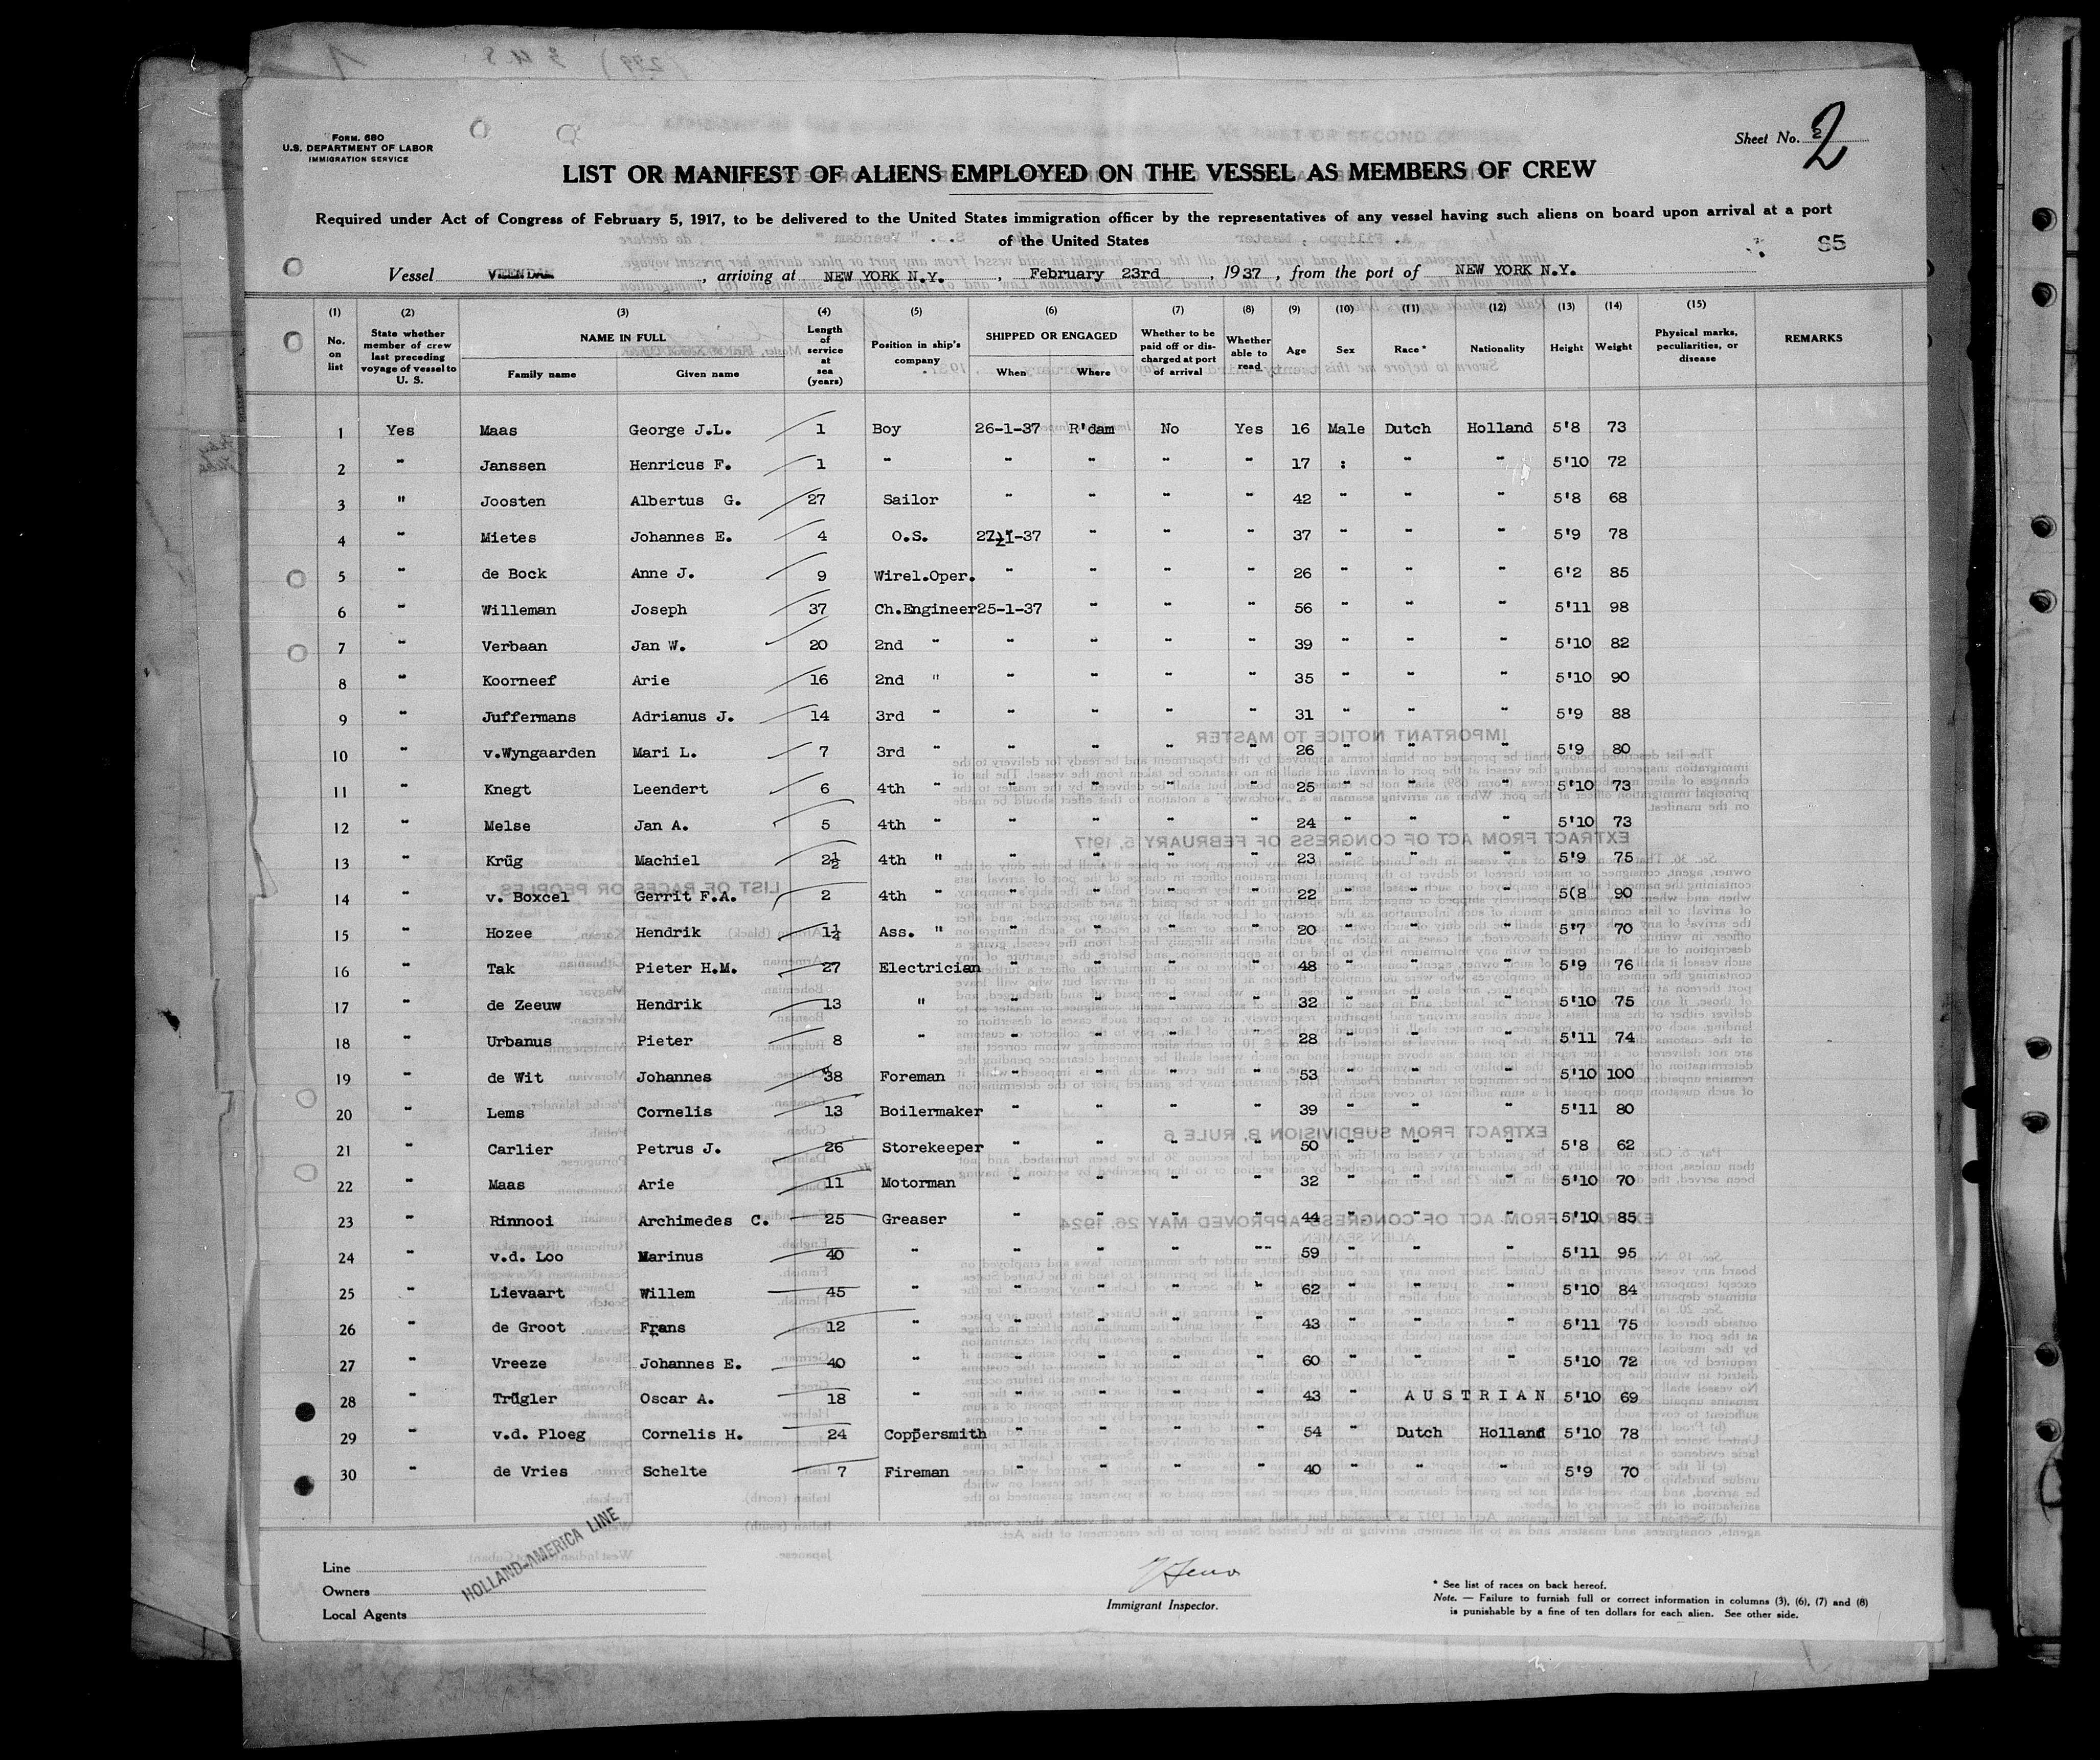 FORM. 680
U.S. DEPARTMENT OF LABOR
IMMIGRATION SERVICE
Sheet No. 2
2
LIST OR MANIFEST OF ALIENS EMPLOYED ON THE VESSEL AS MEMBERS OF CREW
Required under Act of Congress of February 5, 1917, to be delivered to the United States immigration officer by the representatives of any vessel having such aliens on board upon arrival at a port
of the United States
S5
Vessel VEENDAM, arriving at NEW YORK N.Y., February 23rd, 1937, from the port of NEW YORK N.Y.
(1) (2) (3) (4) (5) (6) (7) (8) (9) (10) (11) (12) (13) (14) (15)
No. on list | State whether member of crew last preceding voyage of vessel to U. S. | NAME IN FULL Family name Given name | Length of service at sea (years) | Position in ship's company | SHIPPED OR ENGAGED When Where | Whether to be paid off or discharged at port of arrival | Whether able to read | Age | Sex | Race * | Nationality | Height | Weight | Physical marks, peculiarities, or disease | REMARKS
1 Yes Maas George J.L. 1 Boy 26-1-37 R'dam No Yes 16 Male Dutch Holland 5'8 73
2 " Janssen Henricus F. 1 " " " " " 17 : " " 5'10 72
3 " Joosten Albertus G. 27 Sailor " " " " 42 " " " 5'8 68
4 " Mietes Johannes E. 4 O.S. 27-1-37 " " " 37 " " " 5'9 78
5 " de Bock Anne J. 9 Wirel.Oper. " " " " 26 " " " 6'2 85
6 " Willeman Joseph 37 Ch.Engineer 25-1-37 " " " 56 " " " 5'11 98
7 " Verbaan Jan W. 20 2nd " " " " " 39 " " " 5'10 82
8 " Koorneef Arie 16 2nd " " " " " 35 " " " 5'10 90
9 " Juffermans Adrianus J. 14 3rd " " " " " 31 " " " 5'9 88
10 " v.Wyngaarden Mari L. 7 3rd " " " " " 26 " " " 5'9 80
11 " Knegt Leendert 6 4th " " " " " 25 " " " 5'10 73
12 " Melse Jan A. 5 4th " " " " " 24 " " " 5'10 73
13 " Krüg Machiel 2½ 4th " " " " " 23 " " " 5'9 75
14 " v. Boxcel Gerrit F.A. 2 4th " " " " " 22 " " " 5(8 90
15 " Hozee Hendrik 1¼ Ass. " " " " " 20 " " " 5'7 70
16 " Tak Pieter H.M. 27 Electrician " " " " 48 " " " 5'9 76
17 " de Zeeuw Hendrik 13 " " " " " 32 " " " 5'10 75
18 " Urbanus Pieter 8 " " " " " 28 " " " 5'11 74
19 " de Wit Johannes 38 Foreman " " " " 53 " " " 5'10 100
20 " Lems Cornelis 13 Boilermaker " " " " 39 " " " 5'11 80
21 " Carlier Petrus J. 26 Storekeeper " " " " 50 " " " 5'8 62
22 " Maas Arie 11 Motorman " " " " 32 " " " 5'10 70
23 " Rinnooi Archimedes C. 25 Greaser " " " " 44 " " " 5'10 85
24 " v.d. Loo Marinus 40 " " " " " 59 " " " 5'11 95
25 " Lievaart Willem 45 " " " " " 62 " " " 5'10 84
26 " de Groot Frans 12 " " " " " 43 " " " 5'11 75
27 " Vreeze Johannes E. 40 " " " " " 60 " " " 5'10 72
28 " Trügler Oscar A. 18 " " " " " 43 " AUSTRIAN 5'10 69
29 " v.d. Ploeg Cornelis H. 24 Coppersmith " " " " 54 " Dutch Holland 5'10 78
30 " de Vries Schelte 7 Fireman " " " " 40 " " " 5'9 70
Line
Owners
Local Agents
HOLLAND-AMERICA LINE
Immigrant Inspector.
* See list of races on back hereof.
Note. — Failure to furnish full or correct information in columns (3), (6), (7) and (8)
is punishable by a fine of ten dollars for each alien. See other side.